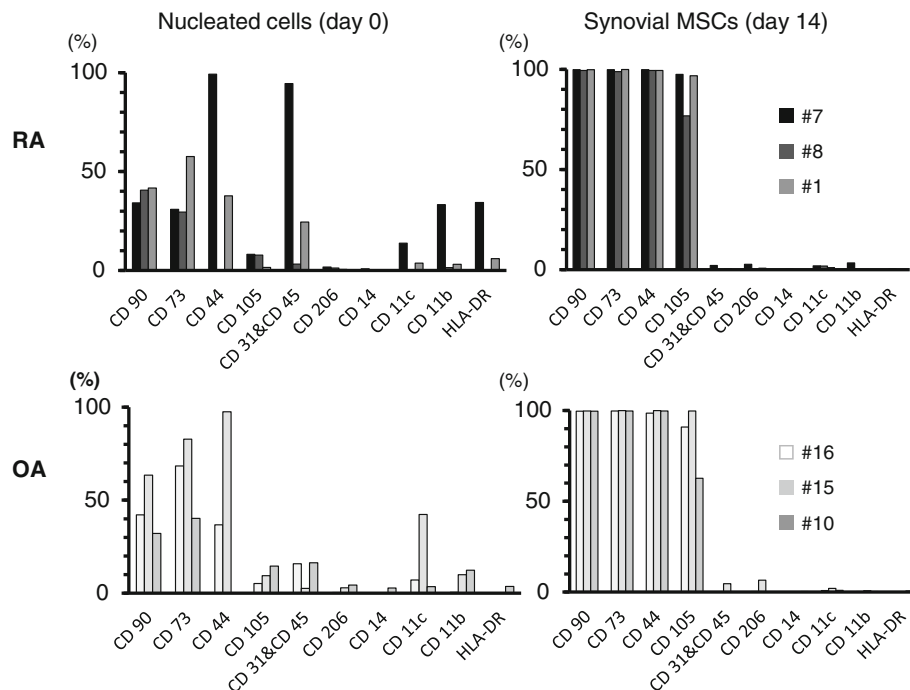 Nucleated cells (day 0)
Synovial MSCs (day 14)
(%)
(%)
RA
100
50
0
CD 90
CD 73
CD 44
CD 105
CD 31&CD 45
CD 206
CD 14
CD 11c
CD 11b
HLA-DR
100
50
0
CD 90
CD 73
CD 44
CD 105
CD 31&CD 45
CD 206
CD 14
CD 11c
CD 11b
HLA-DR
#7
#8
#1
(%)
(%)
OA
100
50
0
CD 90
CD 73
CD 44
CD 105
CD 31&CD 45
CD 206
CD 14
CD 11c
CD 11b
HLA-DR
100
50
0
CD 90
CD 73
CD 44
CD 105
CD 31&CD 45
CD 206
CD 14
CD 11c
CD 11b
HLA-DR
#16
#15
#10